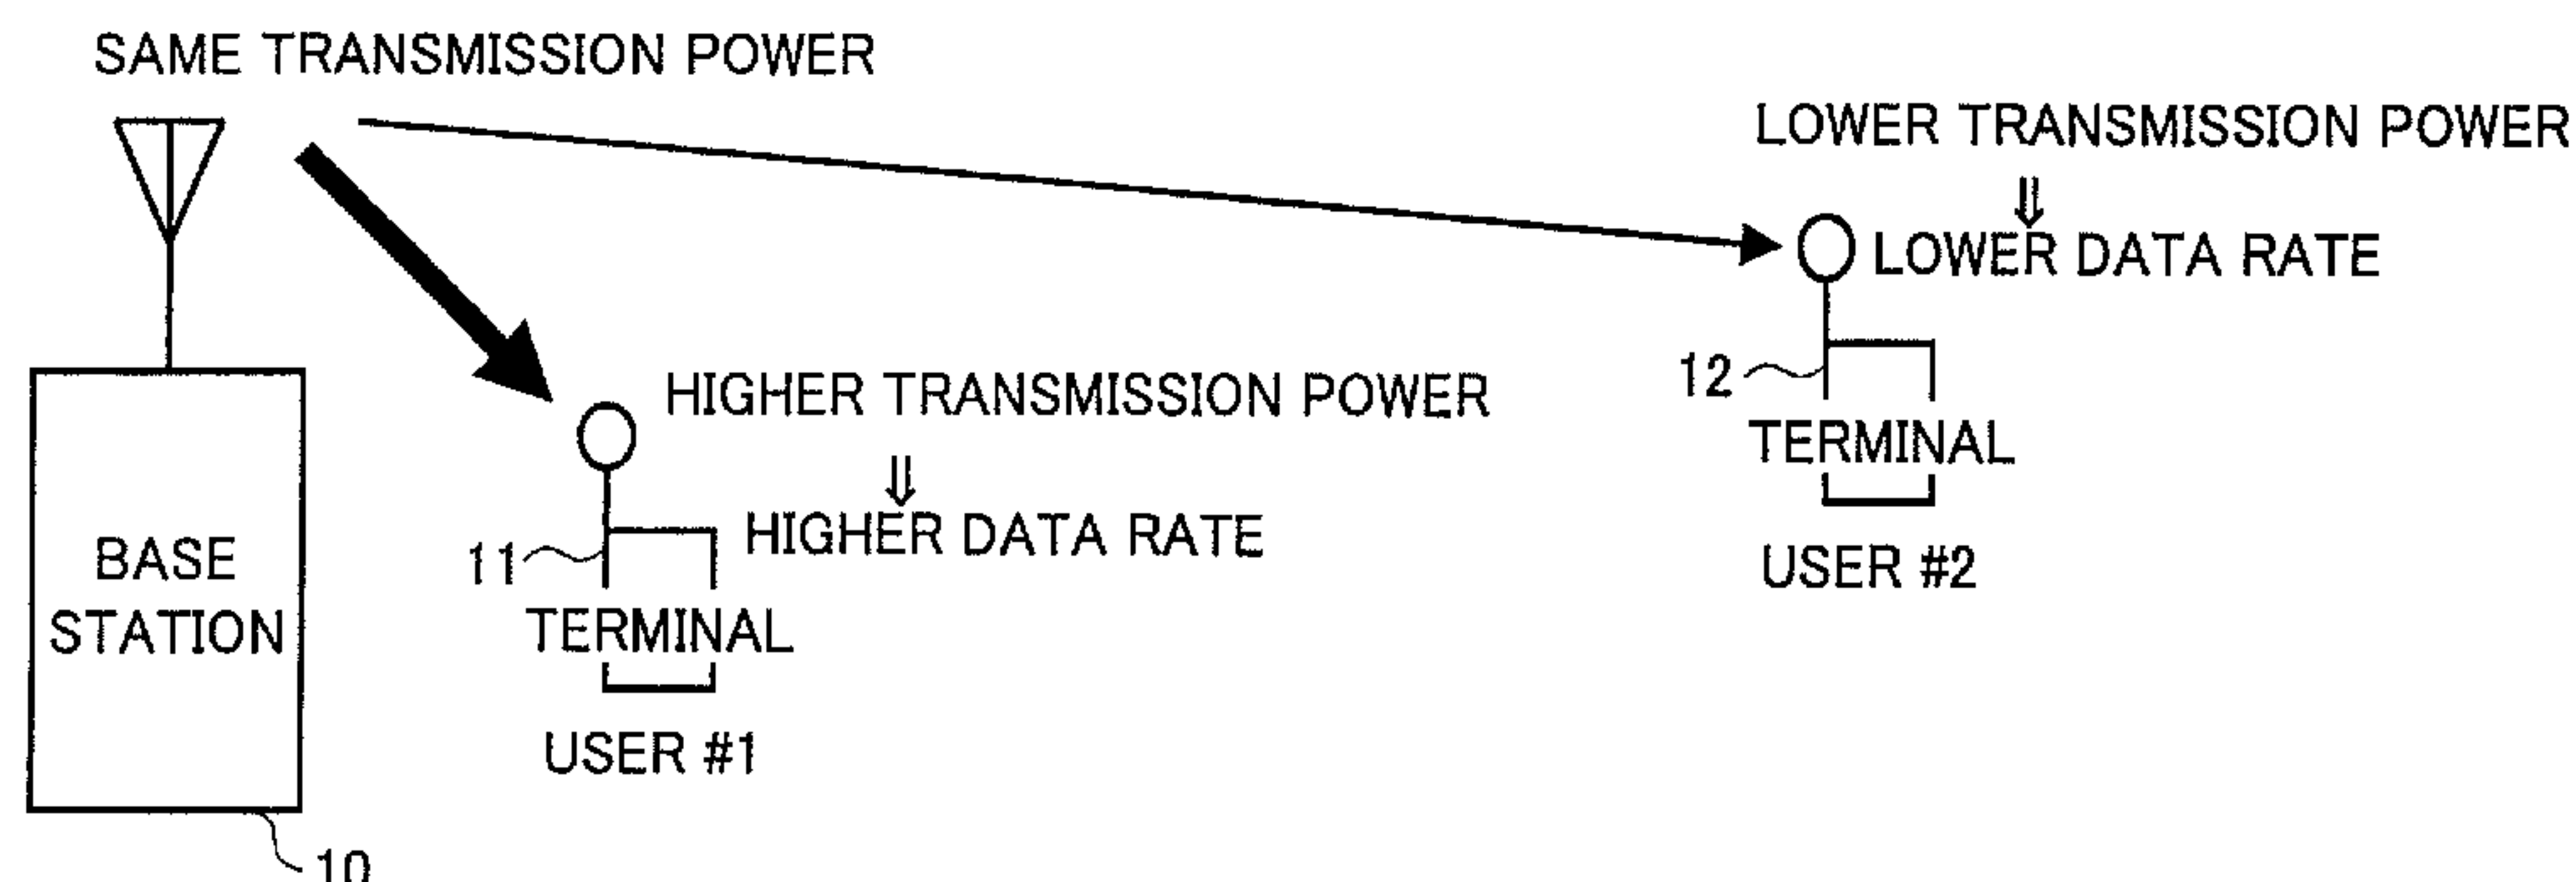 SAME TRANSMISSION POWER
LOWER TRANSMISSION POWER
⇓
LOWER DATA RATE
12
TERMINAL
USER #2
HIGHER TRANSMISSION POWER
⇓
HIGHER DATA RATE
11
TERMINAL
USER #1
BASE
STATION
10